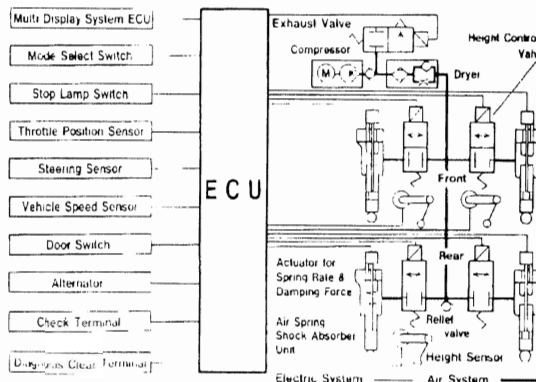 Multi Display System ECU
Mode Select Switch
Stop Lamp Switch
Throttle Position Sensor
Steering Sensor
Vehicle Speed Sensor
Door Switch
Alternator
Check Terminal
Diagnosis Clear Terminal
ECU
Exhaust Valve
Compressor
M
P
Dryer
Height Control
Valve
Front
Rear
Actuator for
Spring Rate &
Damping Force
Air Spring
Shock Absorber
Unit
Relief
valve
Height Sensor
Electric System
Air System